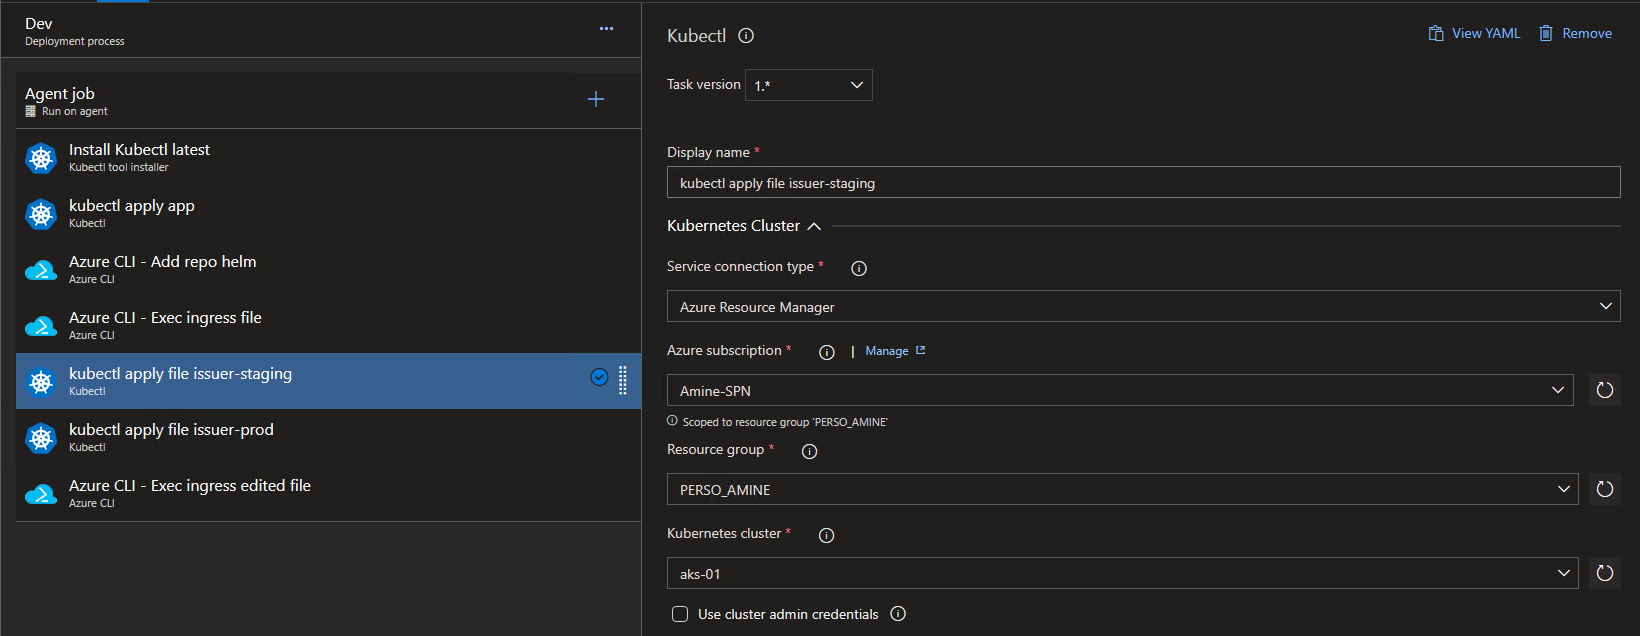 Dev
Deployment process
Agent job
Run on agent
Install Kubectl latest
Kubectl tool installer
kubectl apply app
Kubectl
Azure CLI - Add repo helm
Azure CLI
Azure CLI - Exec ingress file
Azure CLI
kubectl apply file issuer-staging
Kubectl
kubectl apply file issuer-prod
Kubectl
Azure CLI - Exec ingress edited file
Azure CLI
Kubectl
View YAML
Remove
Task version 1.*
Display name *
kubectl apply file issuer-staging
Kubernetes Cluster
Service connection type *
Azure Resource Manager
Azure subscription * | Manage
Amine-SPN
Scoped to resource group 'PERSO_AMINE'
Resource group *
PERSO_AMINE
Kubernetes cluster *
aks-01
Use cluster admin credentials